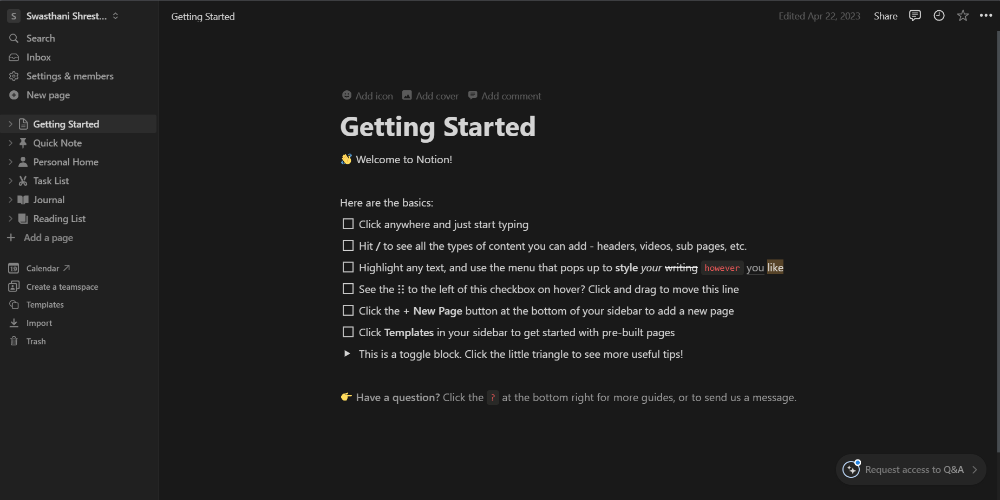 S Swasthani Shrest...
Search
Inbox
Settings & members
New page
Getting Started
Quick Note
Personal Home
Task List
Journal
Reading List
Add a page
19 Calendar
Create a teamspace
Templates
Import
Trash
Getting Started
Edited Apr 22, 2023 Share
Add icon Add cover Add comment
Getting Started
👋 Welcome to Notion!
Here are the basics:
Click anywhere and just start typing
Hit / to see all the types of content you can add - headers, videos, sub pages, etc.
Highlight any text, and use the menu that pops up to style your writing however you like
See the ⠿ to the left of this checkbox on hover? Click and drag to move this line
Click the + New Page button at the bottom of your sidebar to add a new page
Click Templates in your sidebar to get started with pre-built pages
This is a toggle block. Click the little triangle to see more useful tips!
👉 Have a question? Click the ? at the bottom right for more guides, or to send us a message.
Request access to Q&A